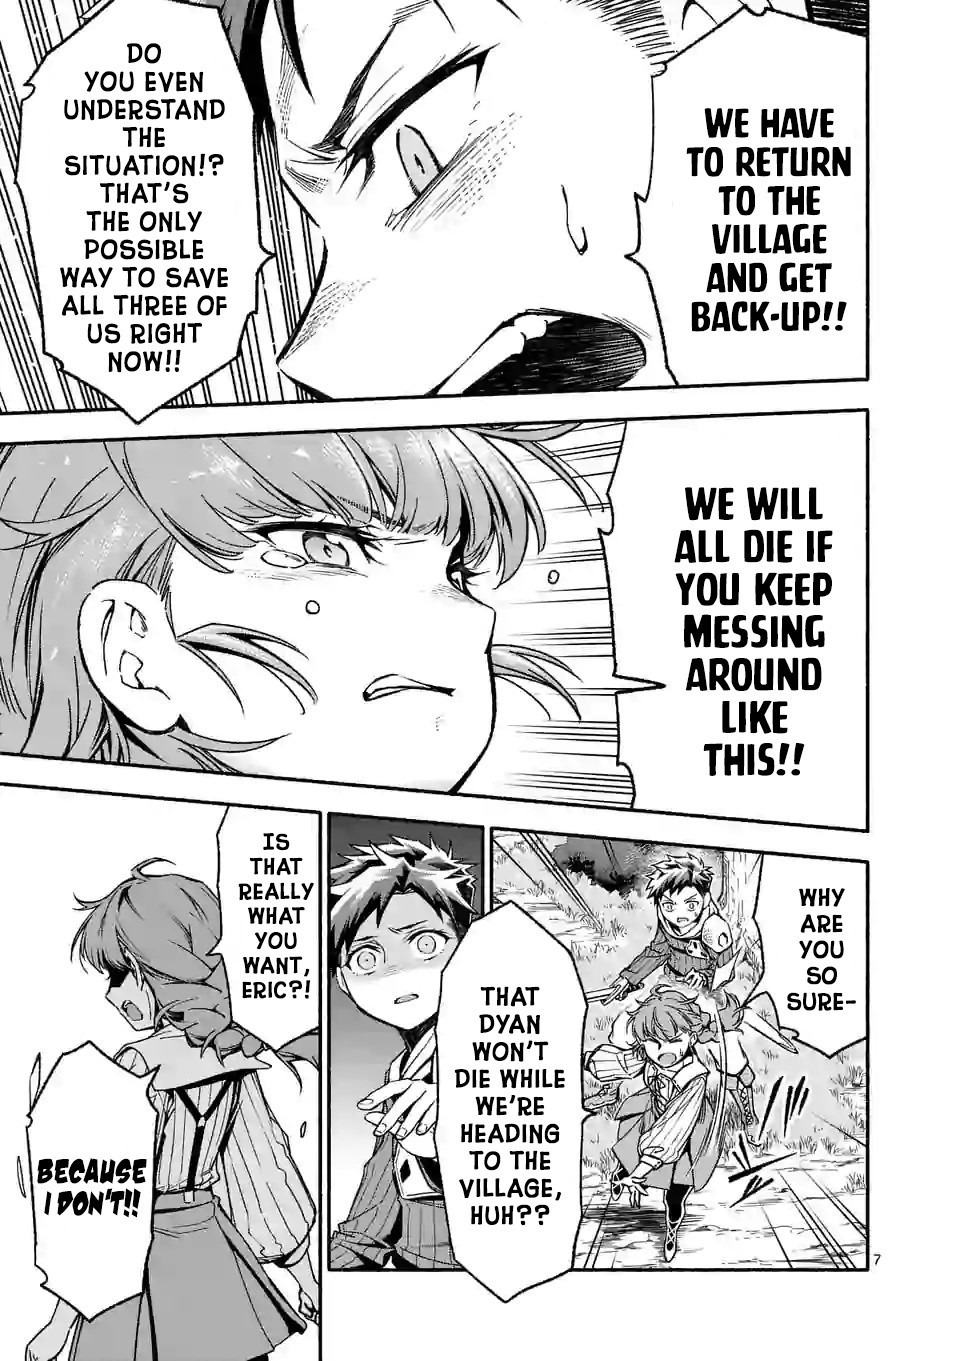 WE HAVE
TO RETURN
TO THE
VILLAGE
AND GET
BACK-UP!!
DO
YOU EVEN
UNDERSTAND
THE
SITUATION!?
THAT'S
THE ONLY
POSSIBLE
WAY TO SAVE
ALL THREE OF
US RIGHT
NOW!!
WE WILL
ALL DIE IF
YOU KEEP
MESSING
AROUND
LIKE
THIS!!
WHY
ARE
YOU
SO
SURE-
THAT
DYAN
WON'T
DIE WHILE
WE'RE
HEADING
TO THE
VILLAGE,
HUH??
IS
THAT
REALLY
WHAT
YOU
WANT,
ERIC?!
BECAUSE
I DON'T!!
7